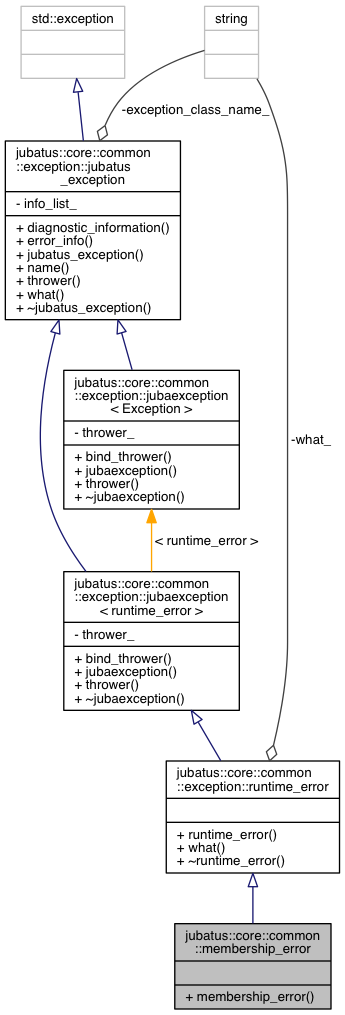 std::exception
string
-exception_class_name_
jubatus::core::common
::exception::jubatus
_exception
- info_list_
+ diagnostic_information()
+ error_info()
+ jubatus_exception()
+ name()
+ thrower()
+ what()
+ ~jubatus_exception()
jubatus::core::common
::exception::jubaexception
< Exception >
- thrower_
+ bind_thrower()
+ jubaexception()
+ thrower()
+ ~jubaexception()
-what_
< runtime_error >
jubatus::core::common
::exception::jubaexception
< runtime_error >
- thrower_
+ bind_thrower()
+ jubaexception()
+ thrower()
+ ~jubaexception()
jubatus::core::common
::exception::runtime_error
+ runtime_error()
+ what()
+ ~runtime_error()
jubatus::core::common
::membership_error
+ membership_error()